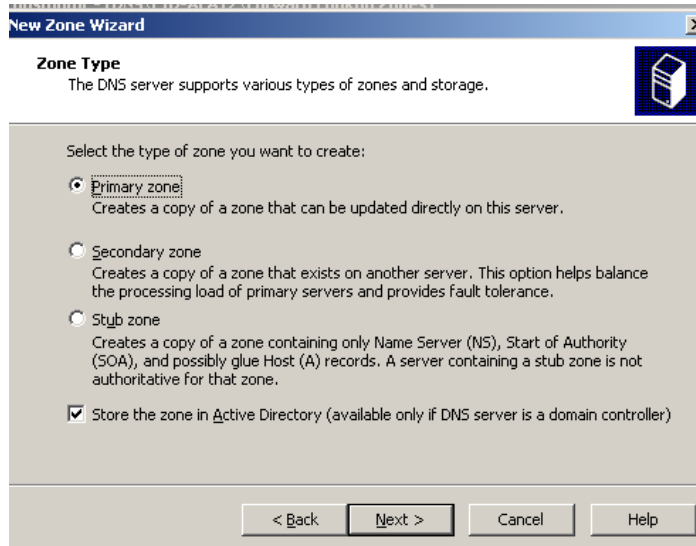 New Zone Wizard
Zone Type
The DNS server supports various types of zones and storage.
Select the type of zone you want to create:
Primary zone
Creates a copy of a zone that can be updated directly on this server.
Secondary zone
Creates a copy of a zone that exists on another server. This option helps balance
the processing load of primary servers and provides fault tolerance.
Stub zone
Creates a copy of a zone containing only Name Server (NS), Start of Authority
(SOA), and possibly glue Host (A) records. A server containing a stub zone is not
authoritative for that zone.
Store the zone in Active Directory (available only if DNS server is a domain controller)
< Back Next > Cancel Help